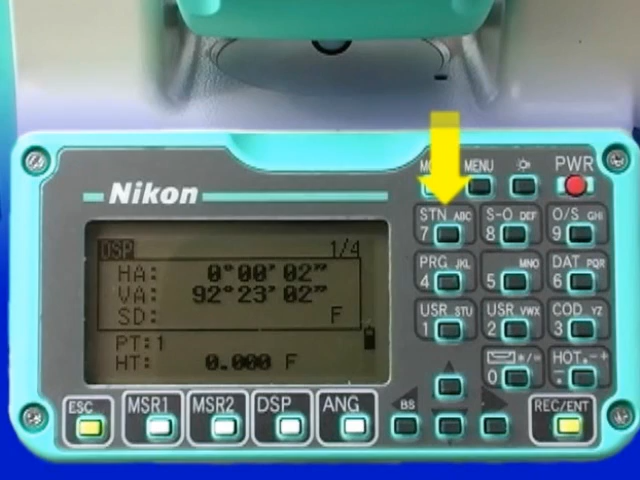 Nikon
DSP 1/4
HA: 0°00'02"
VA: 92°23'02"
SD: F
PT:1
HT: 0.000 F
MENU PWR
STN ABC S-O DEF O/S GHI
7 8 9
PRG JKL MNO DAT PQR
4 5 6
USR STU USR VWX COD YZ
1 2 3
*/= HOT .-+
0
ESC MSR1 MSR2 DSP ANG BS REC/ENT